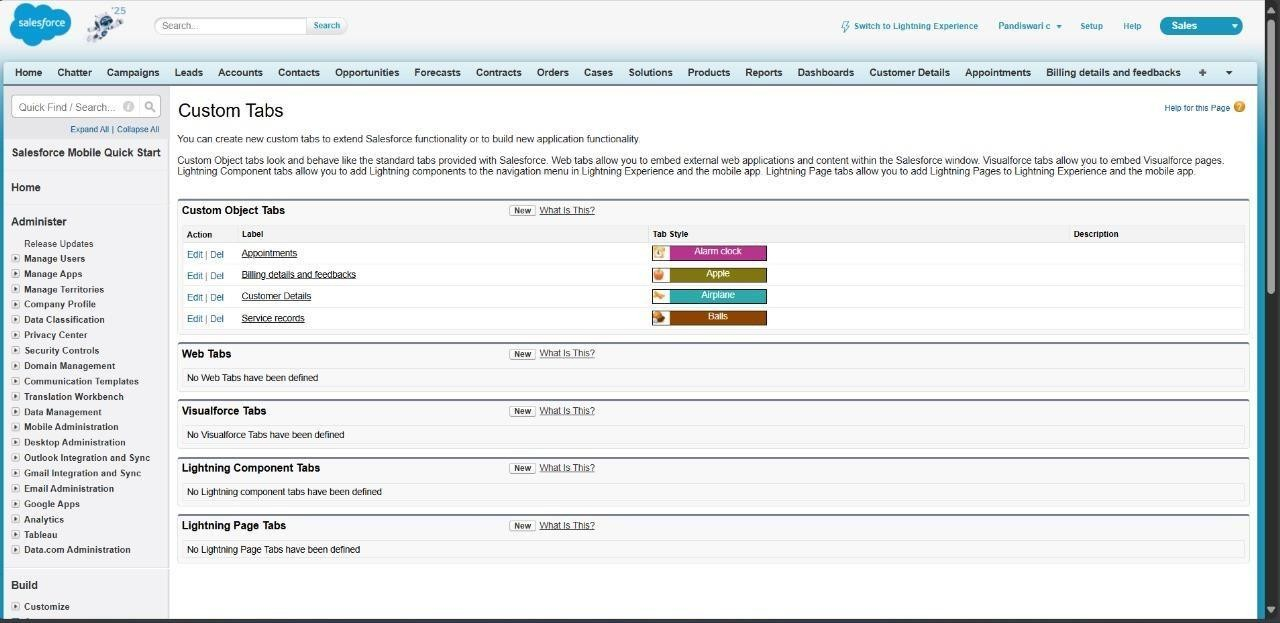 salesforce
'25
Search...
Search
Switch to Lightning Experience
Pandiswari c
Setup
Help
Sales
Home Chatter Campaigns Leads Accounts Contacts Opportunities Forecasts Contracts Orders Cases Solutions Products Reports Dashboards Customer Details Appointments Billing details and feedbacks +
Quick Find / Search...
Expand All | Collapse All
Salesforce Mobile Quick Start
Home
Administer
Release Updates
Manage Users
Manage Apps
Manage Territories
Company Profile
Data Classification
Privacy Center
Security Controls
Domain Management
Communication Templates
Translation Workbench
Data Management
Mobile Administration
Desktop Administration
Outlook Integration and Sync
Gmail Integration and Sync
Email Administration
Google Apps
Analytics
Tableau
Data.com Administration
Build
Customize
Custom Tabs
Help for this Page ?
You can create new custom tabs to extend Salesforce functionality or to build new application functionality.
Custom Object tabs look and behave like the standard tabs provided with Salesforce. Web tabs allow you to embed external web applications and content within the Salesforce window. Visualforce tabs allow you to embed Visualforce pages.
Lightning Component tabs allow you to add Lightning components to the navigation menu in Lightning Experience and the mobile app. Lightning Page tabs allow you to add Lightning Pages to Lightning Experience and the mobile app.
Custom Object Tabs New What Is This?
Action Label Tab Style Description
Edit | Del Appointments Alarm clock
Edit | Del Billing details and feedbacks Apple
Edit | Del Customer Details Airplane
Edit | Del Service records Balls
Web Tabs New What Is This?
No Web Tabs have been defined
Visualforce Tabs New What Is This?
No Visualforce Tabs have been defined
Lightning Component Tabs New What Is This?
No Lightning component tabs have been defined
Lightning Page Tabs New What Is This?
No Lightning Page Tabs have been defined